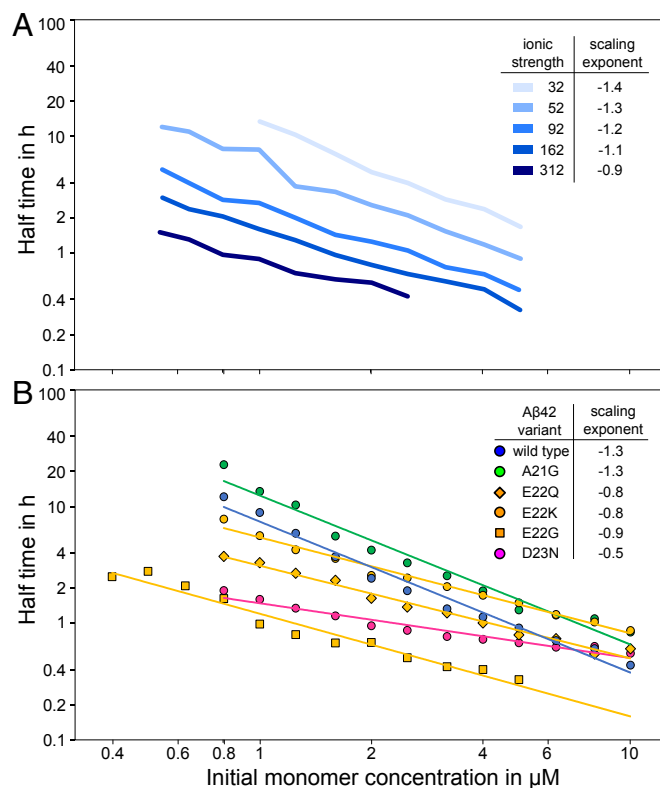 A
100
40
20
10
4
2
1
0.4
0.2
0.1
Half time in h
ionic strength
scaling exponent
32 -1.4
52 -1.3
92 -1.2
162 -1.1
312 -0.9
B
100
40
20
10
4
2
1
0.4
0.2
0.1
Half time in h
Aβ42 variant
scaling exponent
wild type -1.3
A21G -1.3
E22Q -0.8
E22K -0.8
E22G -0.9
D23N -0.5
0.4 0.6 0.8 1 2 4 6 10
Initial monomer concentration in μM